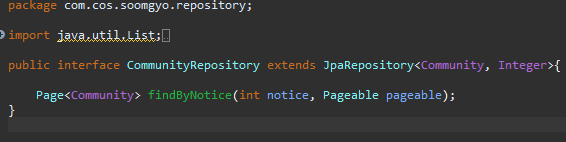 package com.cos.soomgyo.repository;
import java.util.List;
public interface CommunityRepository extends JpaRepository<Community, Integer>{
Page<Community> findByNotice(int notice, Pageable pageable);
}